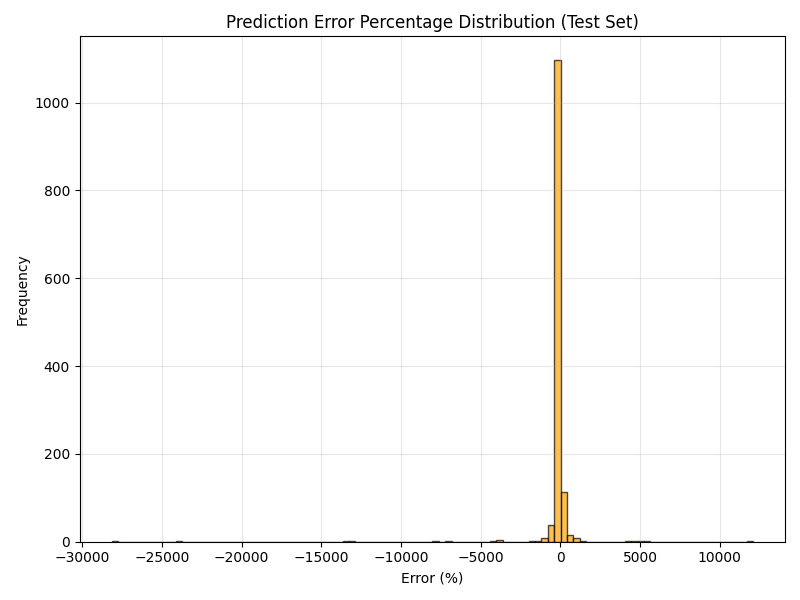 Prediction Error Percentage Distribution (Test Set)
1000
800
600
400
200
0
Frequency
−30000 −25000 −20000 −15000 −10000 −5000 0 5000 10000
Error (%)